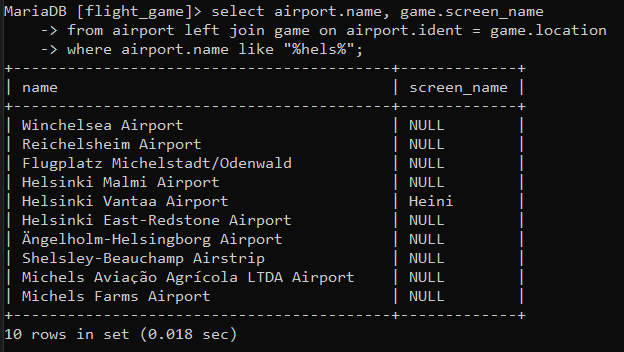 MariaDB [flight_game]> select airport.name, game.screen_name
    -> from airport left join game on airport.ident = game.location
    -> where airport.name like "%hels%";
+----------------------------------------+-------------+
| name                                   | screen_name |
+----------------------------------------+-------------+
| Winchelsea Airport                     | NULL        |
| Reichelsheim Airport                   | NULL        |
| Flugplatz Michelstadt/Odenwald         | NULL        |
| Helsinki Malmi Airport                 | NULL        |
| Helsinki Vantaa Airport                | Heini       |
| Helsinki East-Redstone Airport         | NULL        |
| Ängelholm-Helsingborg Airport          | NULL        |
| Shelsley-Beauchamp Airstrip            | NULL        |
| Michels Aviação Agrícola LTDA Airport  | NULL        |
| Michels Farms Airport                  | NULL        |
+----------------------------------------+-------------+
10 rows in set (0.018 sec)